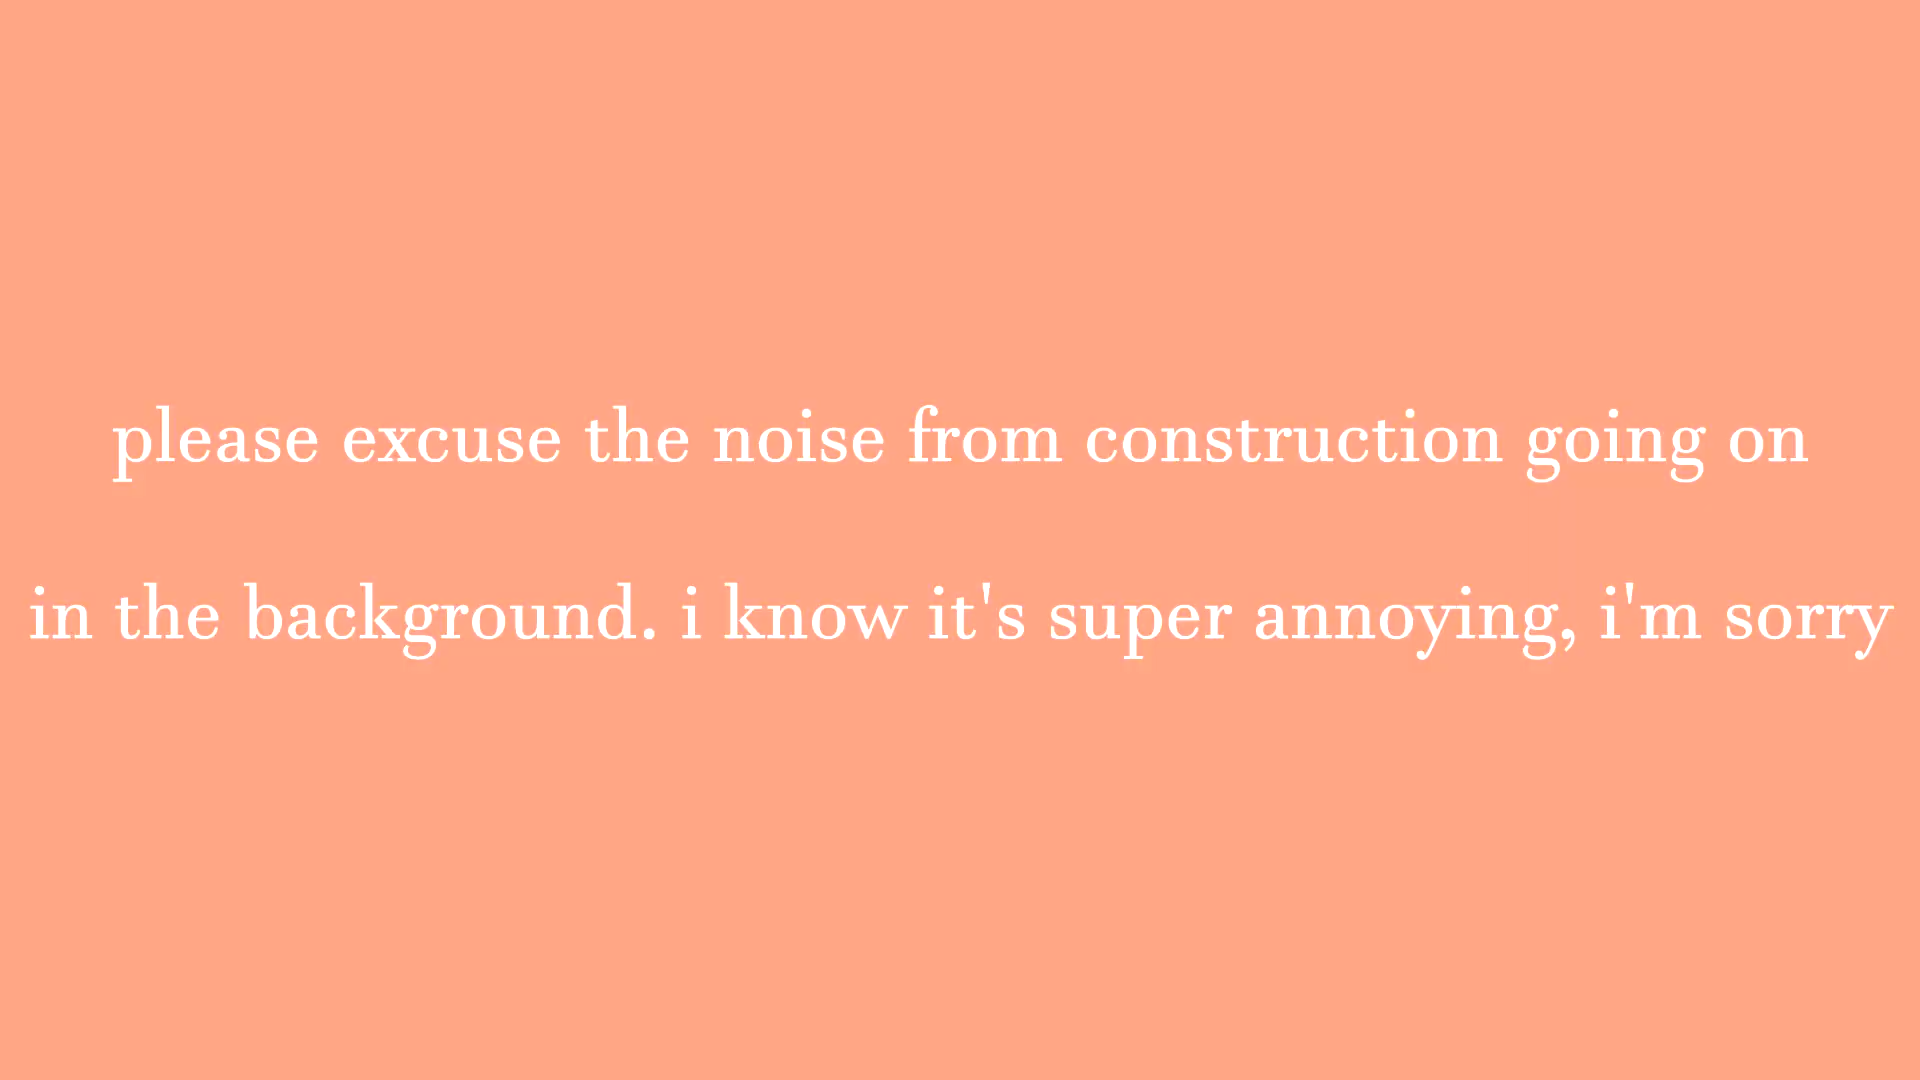 please excuse the noise from construction going on
in the background. i know it's super annoying, i'm sorry